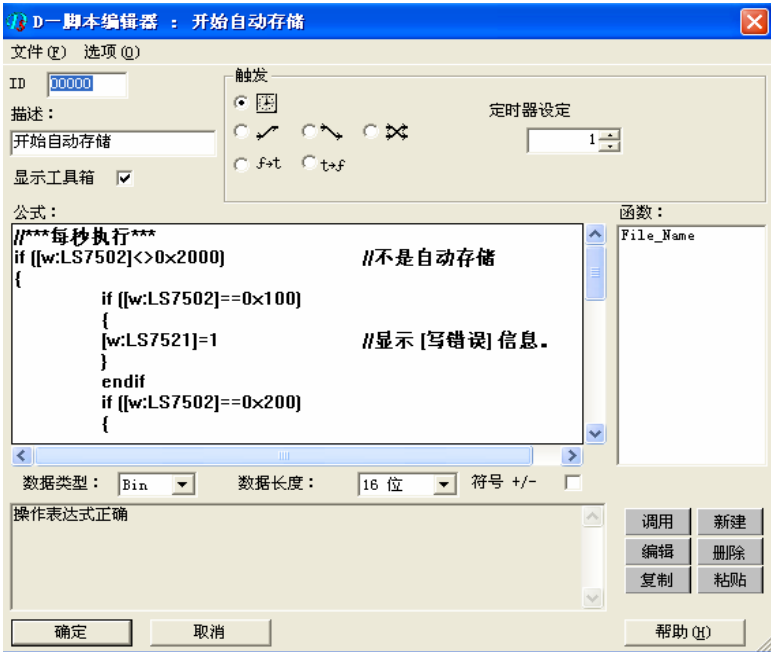 D－脚本编辑器 : 开始自动存储
文件(F) 选项(O)
ID 00000
描述：
开始自动存储
显示工具箱
触发
f→t t→f
定时器设定
1
公式：
//***每秒执行***
if ([w:LS7502]<>0x2000) //不是自动存储
{
if ([w:LS7502]==0x100)
{
[w:LS7521]=1 //显示 [写错误] 信息。
}
endif
if ([w:LS7502]==0x200)
{
函数：
File_Name
数据类型： Bin 数据长度： 16 位 符号 +/-
操作表达式正确
调用 新建
编辑 删除
复制 粘贴
确定 取消 帮助(H)